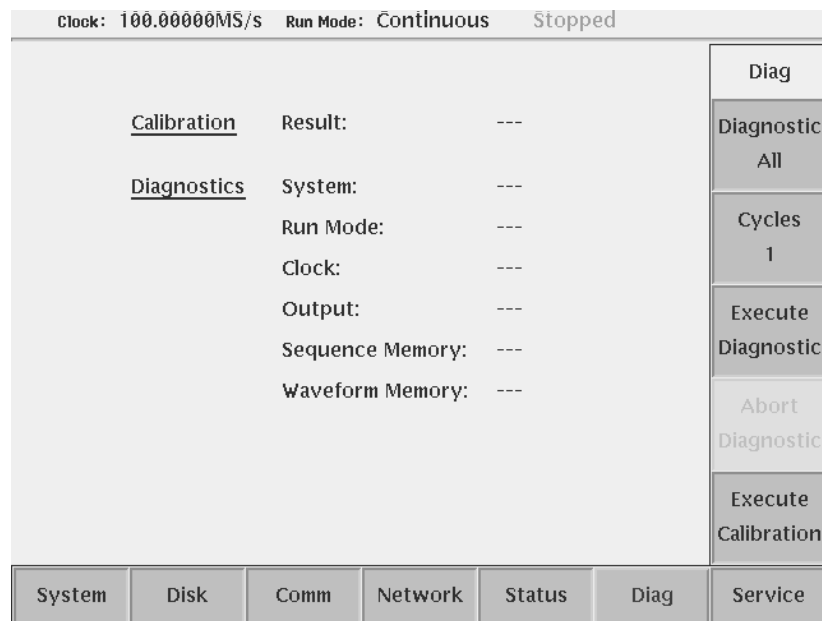 Clock: 100.00000MS/s Run Mode: Continuous Stopped
Diag
Calibration Result: ---
Diagnostic
All
Diagnostics System: ---
Run Mode: ---
Cycles
1
Clock: ---
Output: ---
Execute
Diagnostic
Sequence Memory: ---
Waveform Memory: ---
Abort
Diagnostic
Execute
Calibration
System Disk Comm Network Status Diag Service